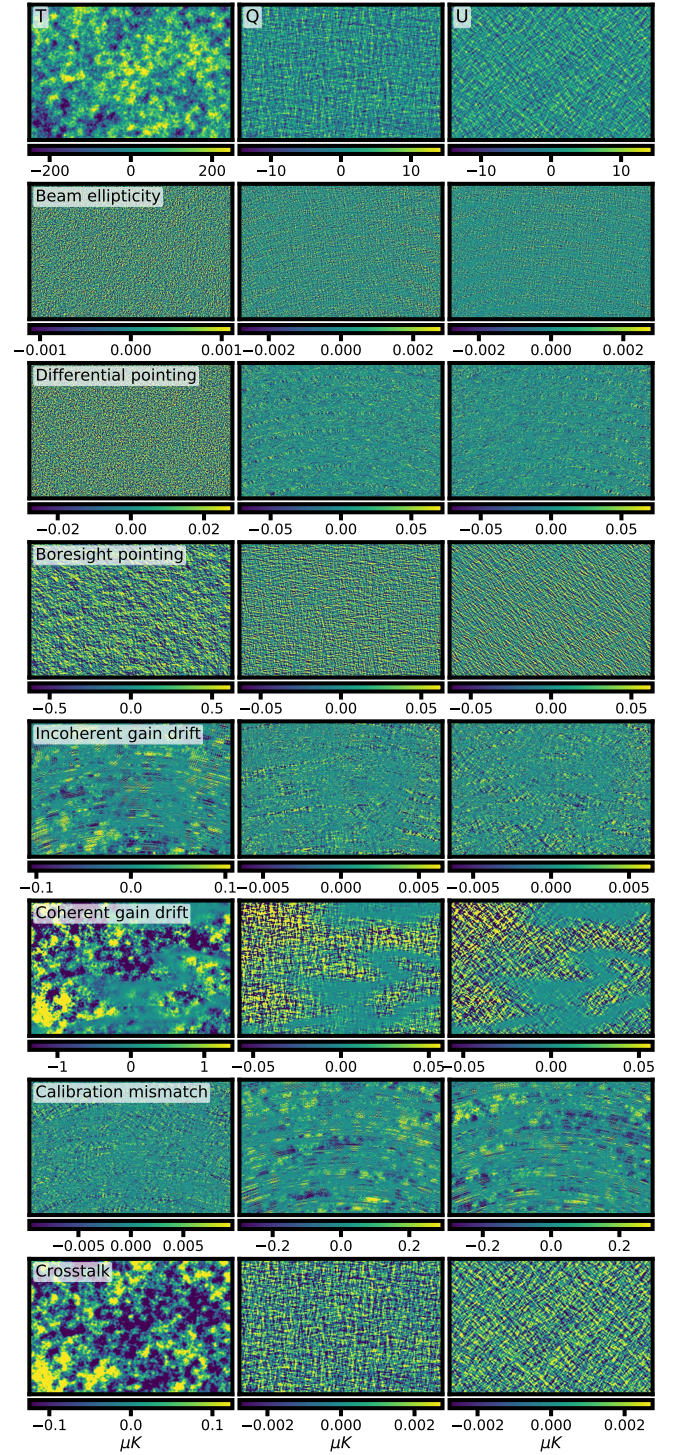 T Q U
−200 0 200 −10 0 10 −10 0 10
Beam ellipticity
−0.001 0.000 0.001 −0.002 0.000 0.002 −0.002 0.000 0.002
Differential pointing
−0.02 0.00 0.02 −0.05 0.00 0.05 −0.05 0.00 0.05
Boresight pointing
−0.5 0.0 0.5 −0.05 0.00 0.05 −0.05 0.00 0.05
Incoherent gain drift
−0.1 0.0 0.1 −0.005 0.000 0.005 −0.005 0.000 0.005
Coherent gain drift
−1 0 1 −0.05 0.00 0.05 −0.05 0.00 0.05
Calibration mismatch
−0.005 0.000 0.005 −0.2 0.0 0.2 −0.2 0.0 0.2
Crosstalk
−0.1 0.0 0.1 −0.002 0.000 0.002 −0.002 0.000 0.002
μK μK μK